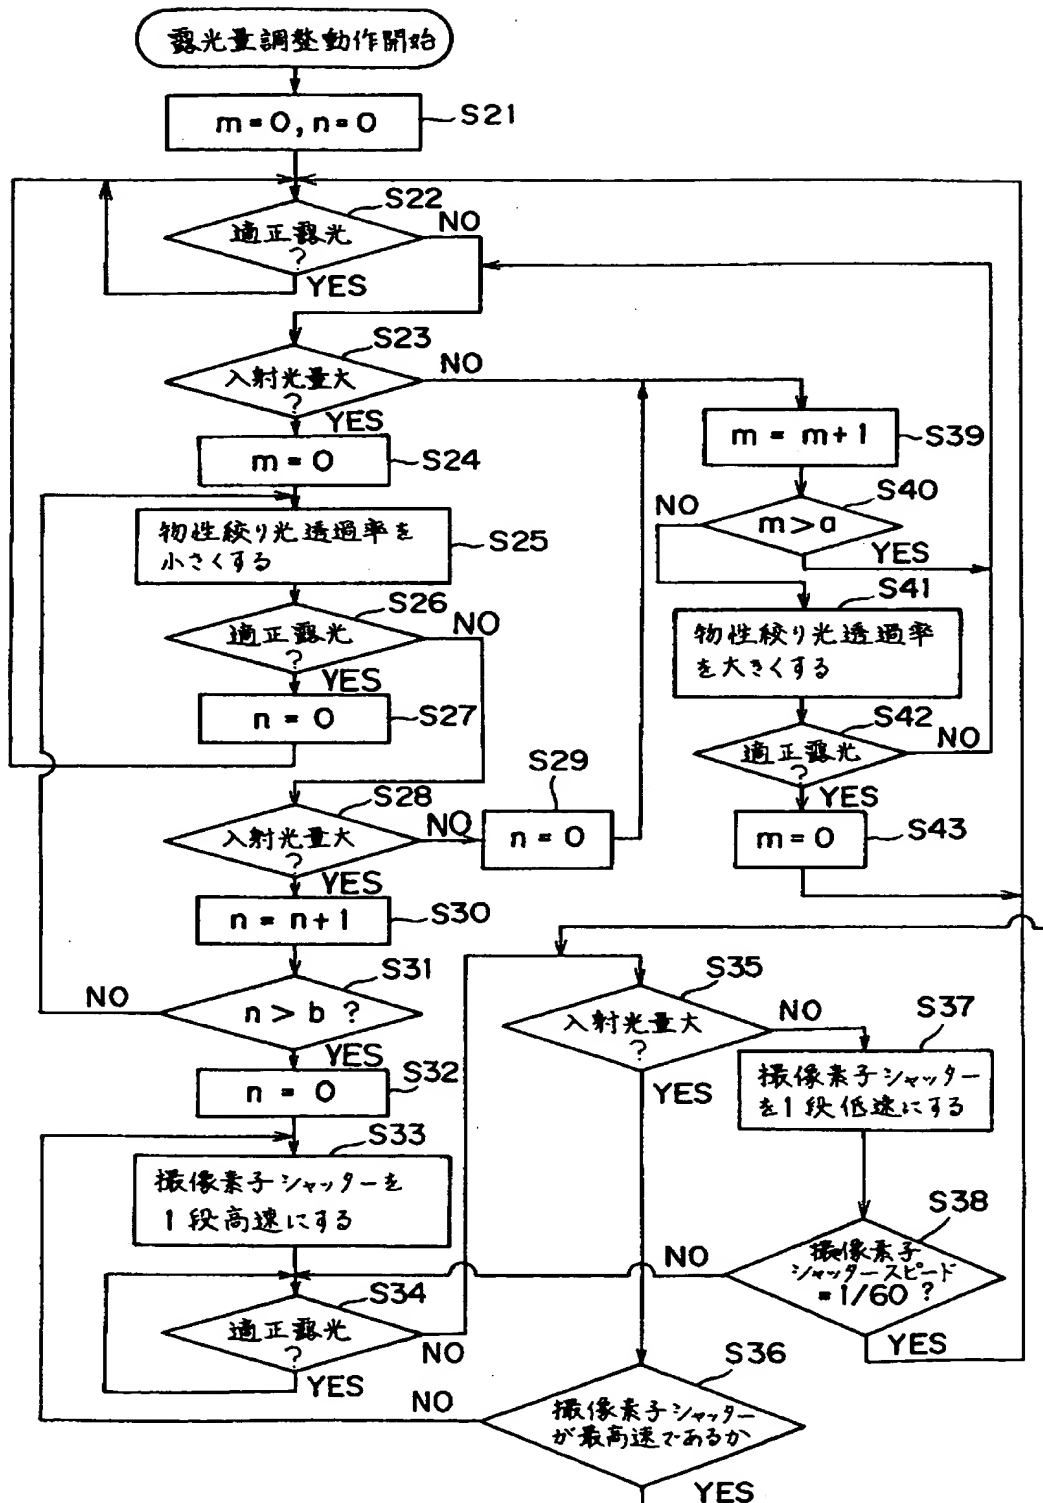 露光量調整動作開始
m=0, n=0
S21
S22
適正露光
?
NO
YES
S23
入射光量大
?
NO
YES
m=0
S24
物性絞り光透過率を
小さくする
S25
S26
適正露光
?
NO
YES
n=0
S27
S28
入射光量大
?
NO
YES
S29
n=0
n=n+1
S30
S31
n>b ?
NO
YES
n=0
S32
S33
撮像素子シャッターを
1段高速にする
S34
適正露光
?
NO
YES
S35
入射光量大
?
NO
YES
S36
撮像素子シャッター
が最高速であるか
NO
YES
S37
撮像素子シャッター
を1段低速にする
S38
撮像素子
シャッタースピード
=1/60 ?
NO
YES
m=m+1
S39
S40
m>a
NO
YES
S41
物性絞り光透過率
を大きくする
S42
適正露光
?
NO
YES
m=0
S43